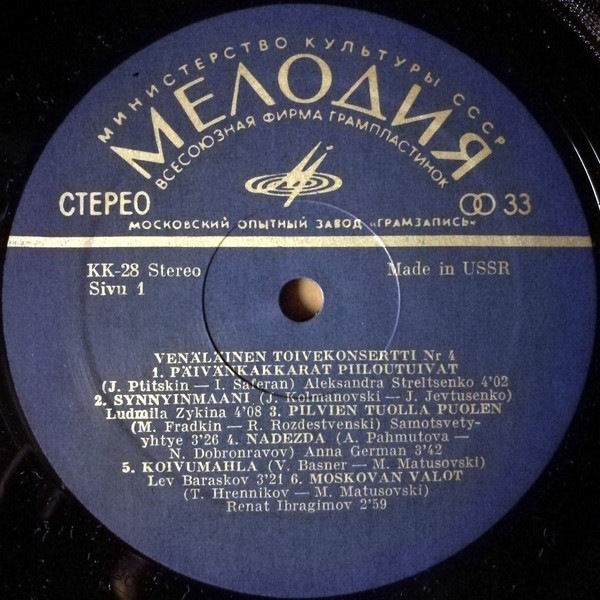 МИНИСТЕРСТВО КУЛЬТУРЫ СССР
МЕЛОДИЯ
ВСЕСОЮЗНАЯ ФИРМА ГРАМПЛАСТИНОК
СТЕРЕО
33
МОСКОВСКИЙ ОПЫТНЫЙ ЗАВОД „ГРАМЗАПИСЬ“
KK-28 Stereo
Made in USSR
Sivu 1
VENÄLÄINEN TOIVEKONSERTTI Nr 4
1. PÄIVÄNKAKKARAT PIILOUTUIVAT
(J. Ptitskin — I. Saferan) Aleksandra Streltsenko 4'02
2. SYNNYINMAANI (J. Kolmanovski — J. Jevtusenko)
Ludmila Zykina 4'08 3. PILVIEN TUOLLA PUOLEN
(M. Fradkin — R. Rozdestvenski) Samotsvety-
yhtye 3'26 4. NADEZDA (A. Pahmutova —
N. Dobronravov) Anna German 3'42
5. KOIVUMAHLA (V. Basner — M. Matusovski)
Lev Baraskov 3'21 6. MOSKOVAN VALOT
(T. Hrennikov — M. Matusovski)
Renat Ibragimov 2'59